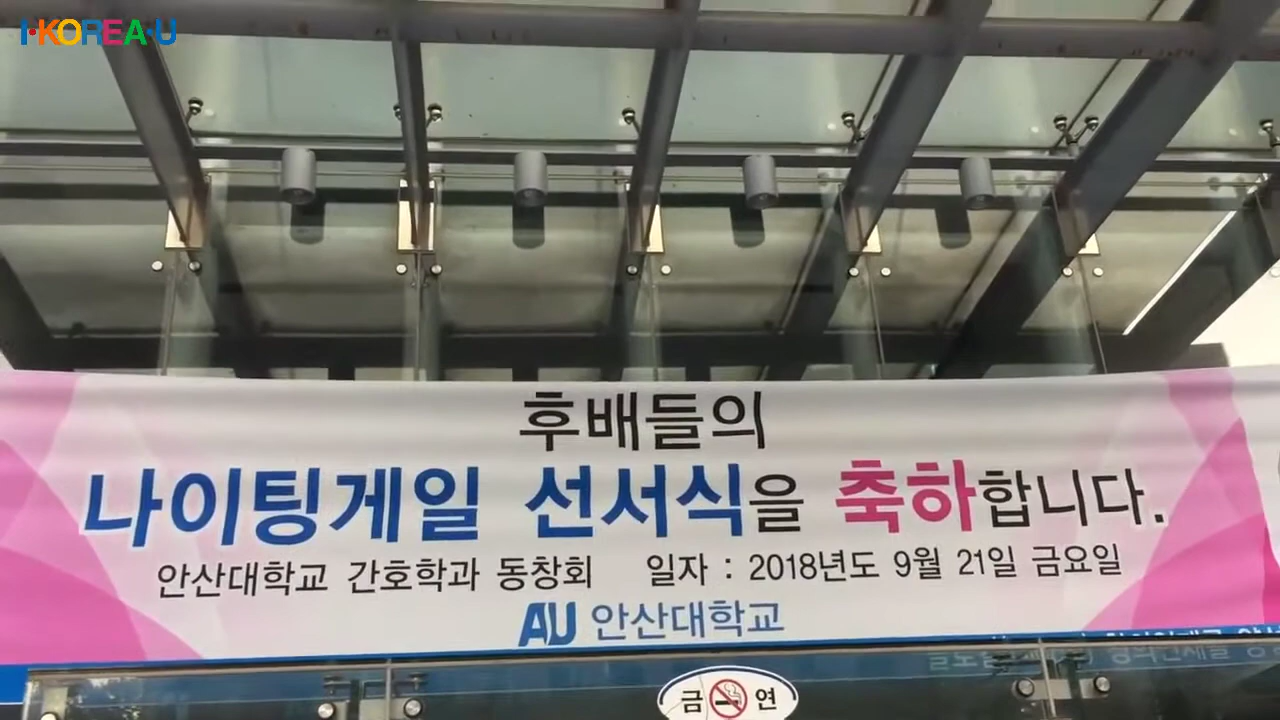 I·KOREA·U
후배들의
나이팅게일 선서식을 축하합니다.
안산대학교 간호학과 동창회 일자 : 2018년도 9월 21일 금요일
AU 안산대학교
금 연